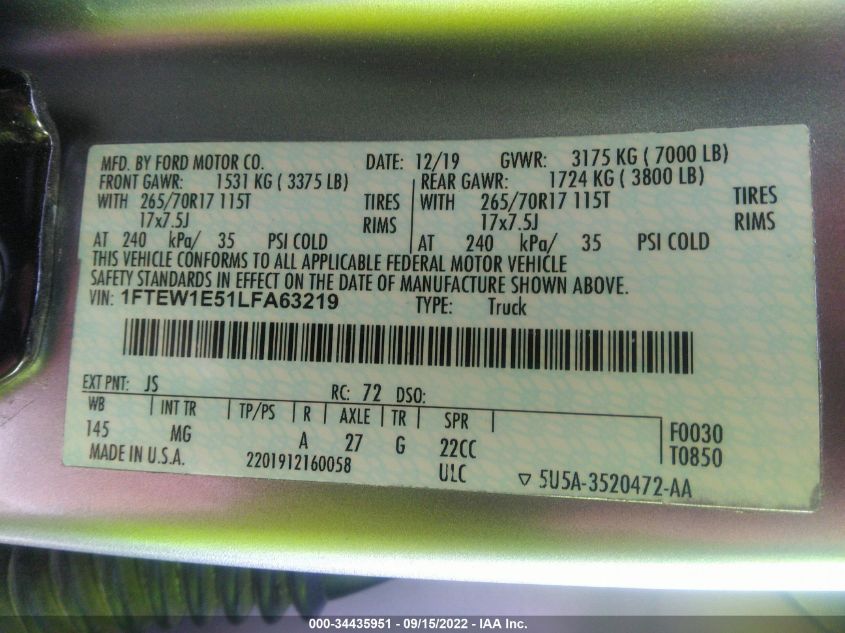 MFD. BY FORD MOTOR CO. DATE: 12/19 GVWR: 3175 KG ( 7000 LB)
FRONT GAWR: 1531 KG ( 3375 LB) REAR GAWR: 1724 KG ( 3800 LB)
WITH 265/70R17 115T TIRES WITH 265/70R17 115T TIRES
17x7.5J RIMS 17x7.5J RIMS
AT 240 kPa/ 35 PSI COLD AT 240 kPa/ 35 PSI COLD
THIS VEHICLE CONFORMS TO ALL APPLICABLE FEDERAL MOTOR VEHICLE
SAFETY STANDARDS IN EFFECT ON THE DATE OF MANUFACTURE SHOWN ABOVE.
VIN: 1FTEW1E51LFA63219 TYPE: Truck
EXT PNT: JS RC: 72 DSO:
WB INT TR TP/PS R AXLE TR SPR
145 MG A 27 G 22CC F0030
MADE IN U.S.A. 2201912160058 ULC T0850
▽ 5U5A-3520472-AA
000-34435951 - 09/15/2022 - IAA Inc.